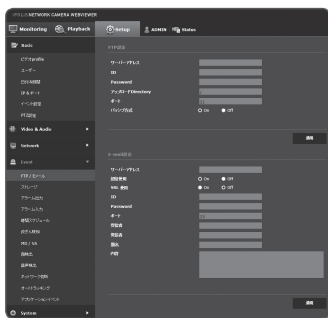 NETWORK CAMERA WEBVIEWER
Monitoring
Playback
Setup
ADMIN
Status
Basic
ビデオprofile
ユーザー
日付/時間
IP & ポート
イベント設定
PTZ設定
Video & Audio
Network
Event
FTP / Eメール
ストレージ
アラーム出力
アラーム入力
時間スケジュール
改ざん検知
MD / VA
顔検出
音声検出
ネットワーク切断
オートトラッキング
アプリケーションイベント
System
FTP設定
サーバーアドレス
ID
Password
アップロードDirectory
ポート
パッシブ方式
On
Off
適用
E-mail設定
サーバーアドレス
認証使用
On
Off
SSL 使用
On
Off
ID
Password
ポート
受信者
発信者
題名
内容
適用